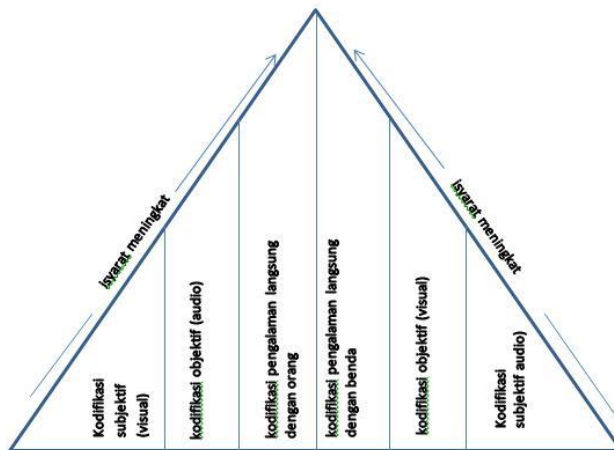 isyarat meningkat
isyarat meningkat
Kodifikasi
subjektif
(visual)
kodifikasi objektif (audio)
kodifikasi pengalaman langsung
dengan orang
kodifikasi pengalaman langsung
dengan benda
kodifikasi objektif (visual)
Kodifikasi
subjektif audio)